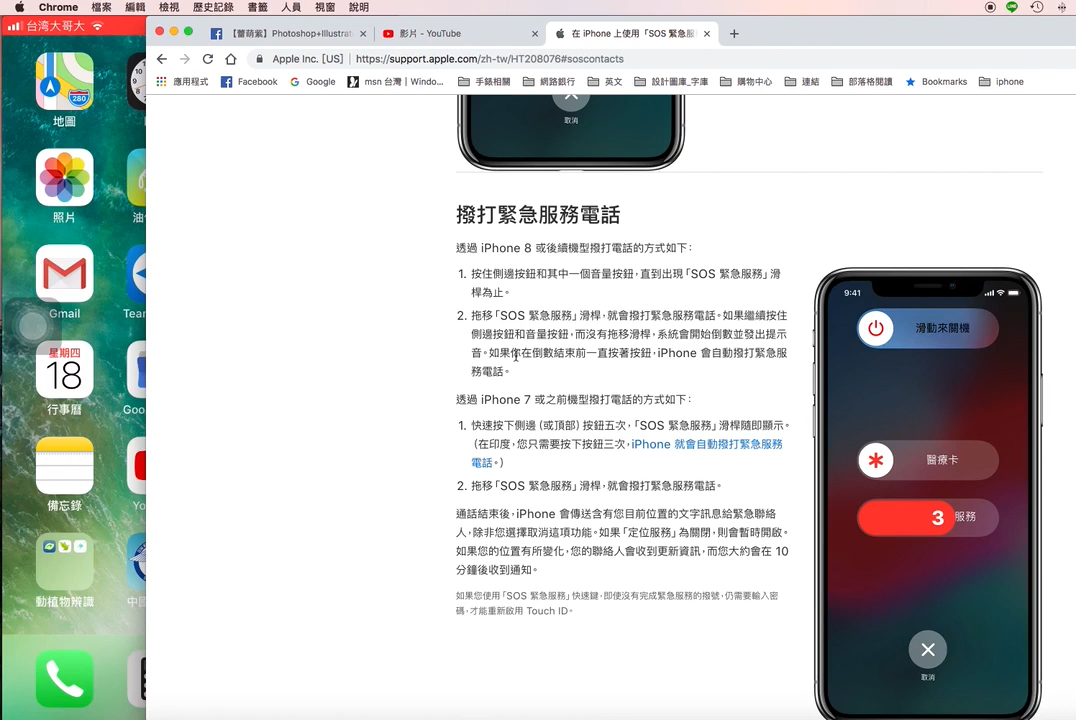 Chrome 檔案 編輯 檢視 歷史記錄 書籤 人員 視窗 說明
台湾大哥大
【蕾萌紫】Photoshop+Illustrat
影片 - YouTube
在 iPhone 上使用「SOS 緊急服
Apple Inc. [US] https://support.apple.com/zh-tw/HT208076#soscontacts
應用程式 Facebook Google msn 台灣 | Windo... 手錶相關 網路銀行 英文 設計圖庫_字庫 購物中心 連結 部落格閱讀 Bookmarks iphone
280
地圖
照片
油
Gmail
Tear
星期四
18
行事曆
Goo
備忘錄
Yo
動植物辨識
中國
取消
撥打緊急服務電話
透過 iPhone 8 或後續機型撥打電話的方式如下：
1. 按住側邊按鈕和其中一個音量按鈕，直到出現「SOS 緊急服務」滑
桿為止。
2. 拖移「SOS 緊急服務」滑桿，就會撥打緊急服務電話。如果繼續按住
側邊按鈕和音量按鈕，而沒有拖移滑桿，系統會開始倒數並發出提示
音。如果你在倒數結束前一直按著按鈕，iPhone 會自動撥打緊急服
務電話。
透過 iPhone 7 或之前機型撥打電話的方式如下：
1. 快速按下側邊（或頂部）按鈕五次，「SOS 緊急服務」滑桿隨即顯示。
（在印度，您只需要按下按鈕三次，iPhone 就會自動撥打緊急服務
電話。）
2. 拖移「SOS 緊急服務」滑桿，就會撥打緊急服務電話。
通話結束後，iPhone 會傳送含有您目前位置的文字訊息給緊急聯絡
人，除非您選擇取消這項功能。如果「定位服務」為關閉，則會暫時開啟。
如果您的位置有所變化，您的聯絡人會收到更新資訊，而您大約會在 10
分鐘後收到通知。
如果您使用「SOS 緊急服務」快速鍵，即使沒有完成緊急服務的撥號，仍需要輸入密
碼，才能重新啟用 Touch ID。
9:41
滑動來關機
醫療卡
3 服務
取消